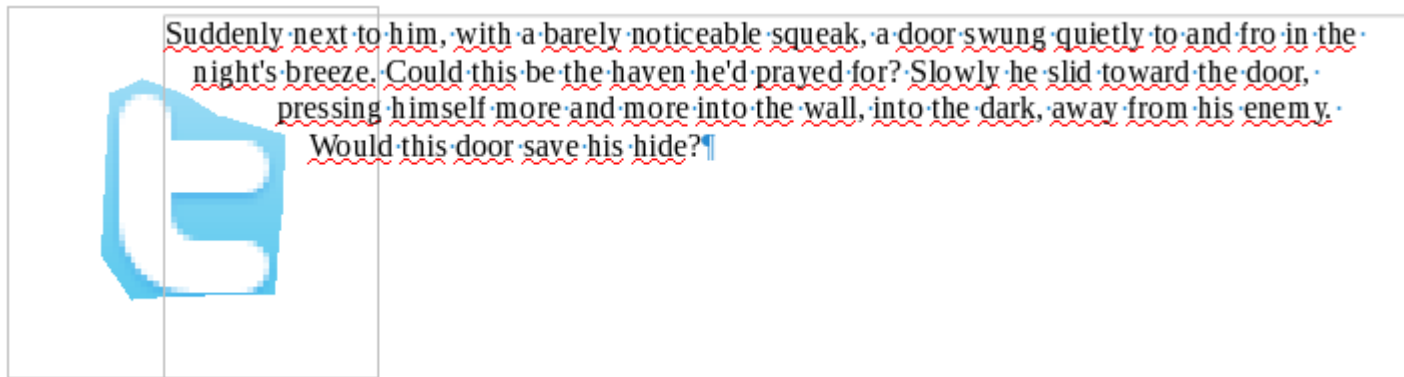 Suddenly next to him, with a barely noticeable squeak, a door swung quietly to and fro in the
night's breeze. Could this be the haven he'd prayed for? Slowly he slid toward the door,
pressing himself more and more into the wall, into the dark, away from his enemy.
Would this door save his hide?¶
t